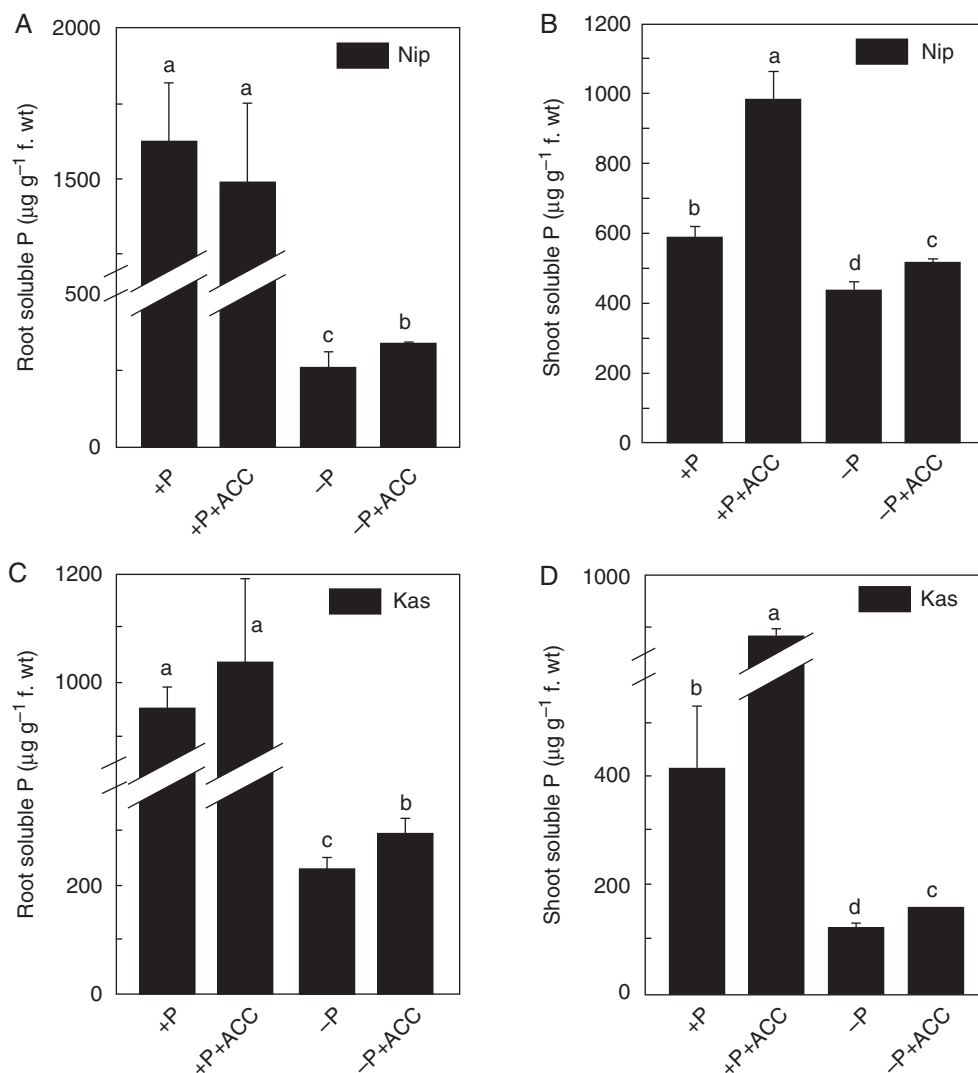 A
2000
1500
500
0
Root soluble P (µg g⁻¹ f. wt)
Nip
a
a
c
b
+P
+P+ACC
–P
–P+ACC
B
1200
1000
800
600
400
200
0
Shoot soluble P (µg g⁻¹ f. wt)
Nip
b
a
d
c
+P
+P+ACC
–P
–P+ACC
C
1200
1000
200
0
Root soluble P (µg g⁻¹ f. wt)
Kas
a
a
c
b
+P
+P+ACC
–P
–P+ACC
D
1000
400
200
0
Shoot soluble P (µg g⁻¹ f. wt)
Kas
b
a
d
c
+P
+P+ACC
–P
–P+ACC